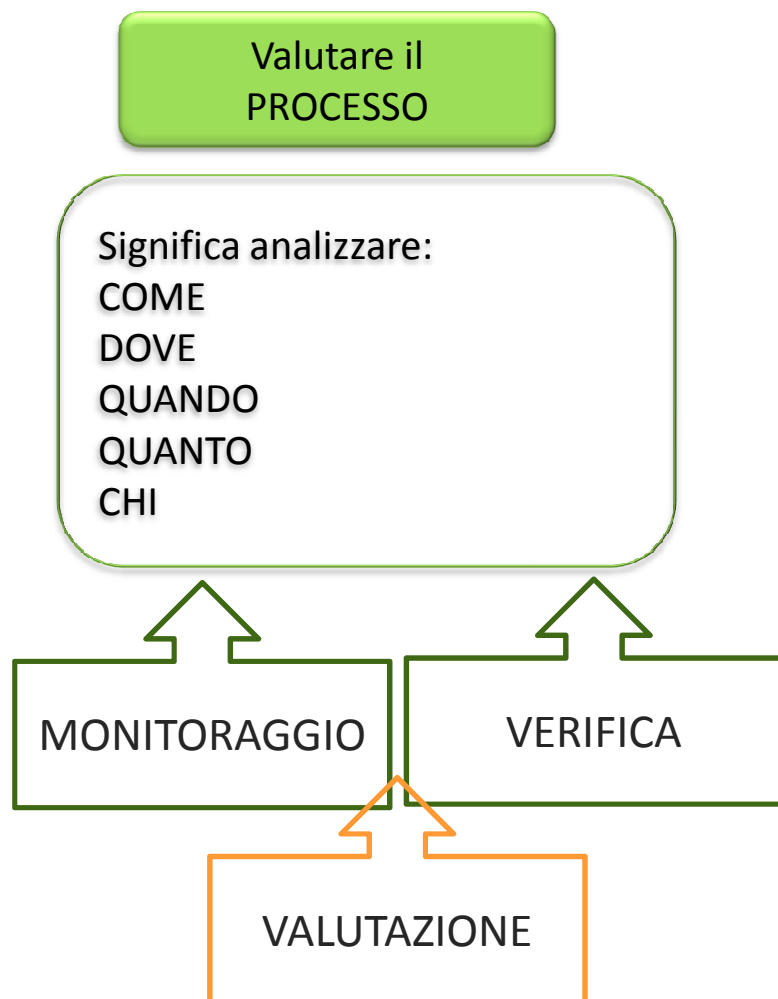 Valutare il
PROCESSO
Significa analizzare:
COME
DOVE
QUANDO
QUANTO
CHI
MONITORAGGIO
VERIFICA
VALUTAZIONE